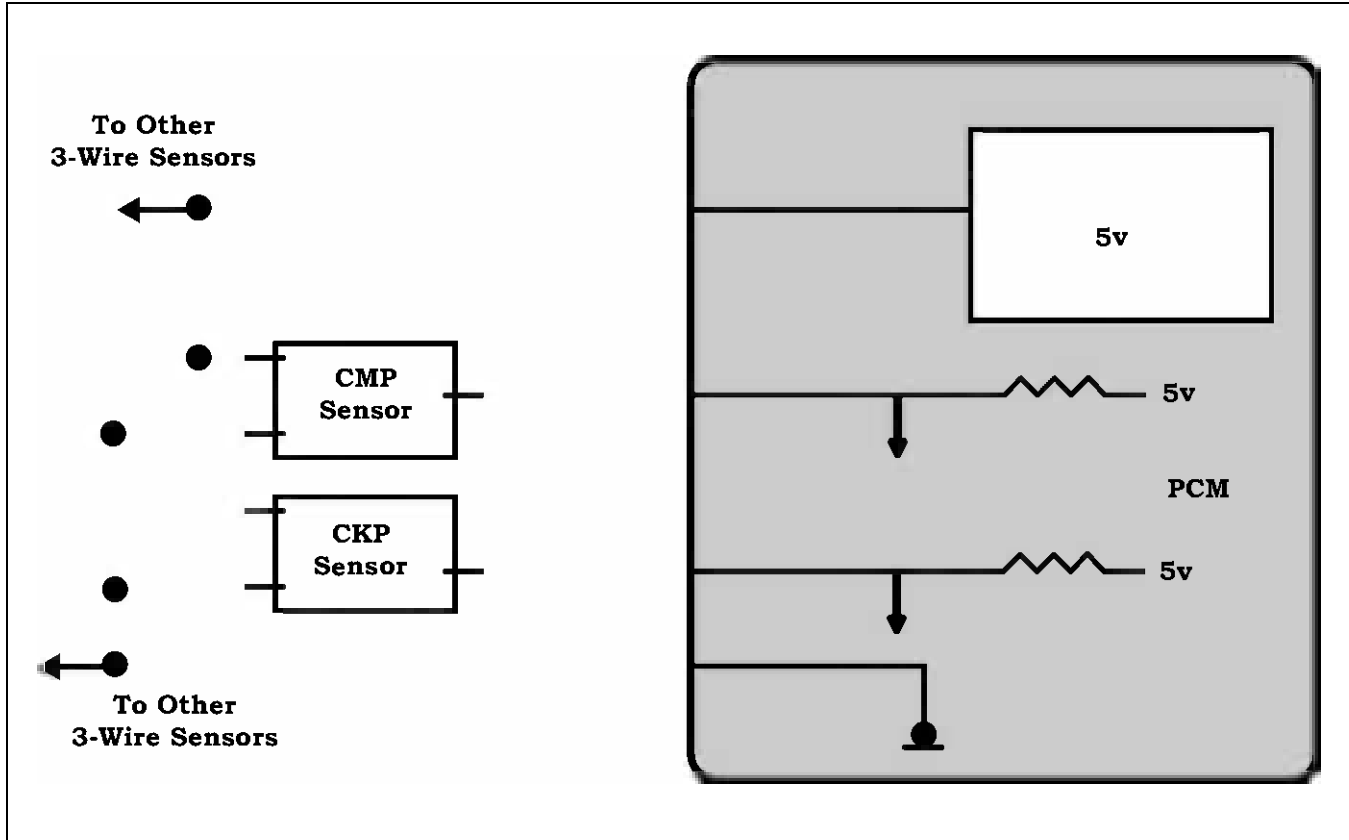 To Other
3-Wire Sensors
5v
CMP
Sensor
5v
PCM
CKP
Sensor
5v
To Other
3-Wire Sensors